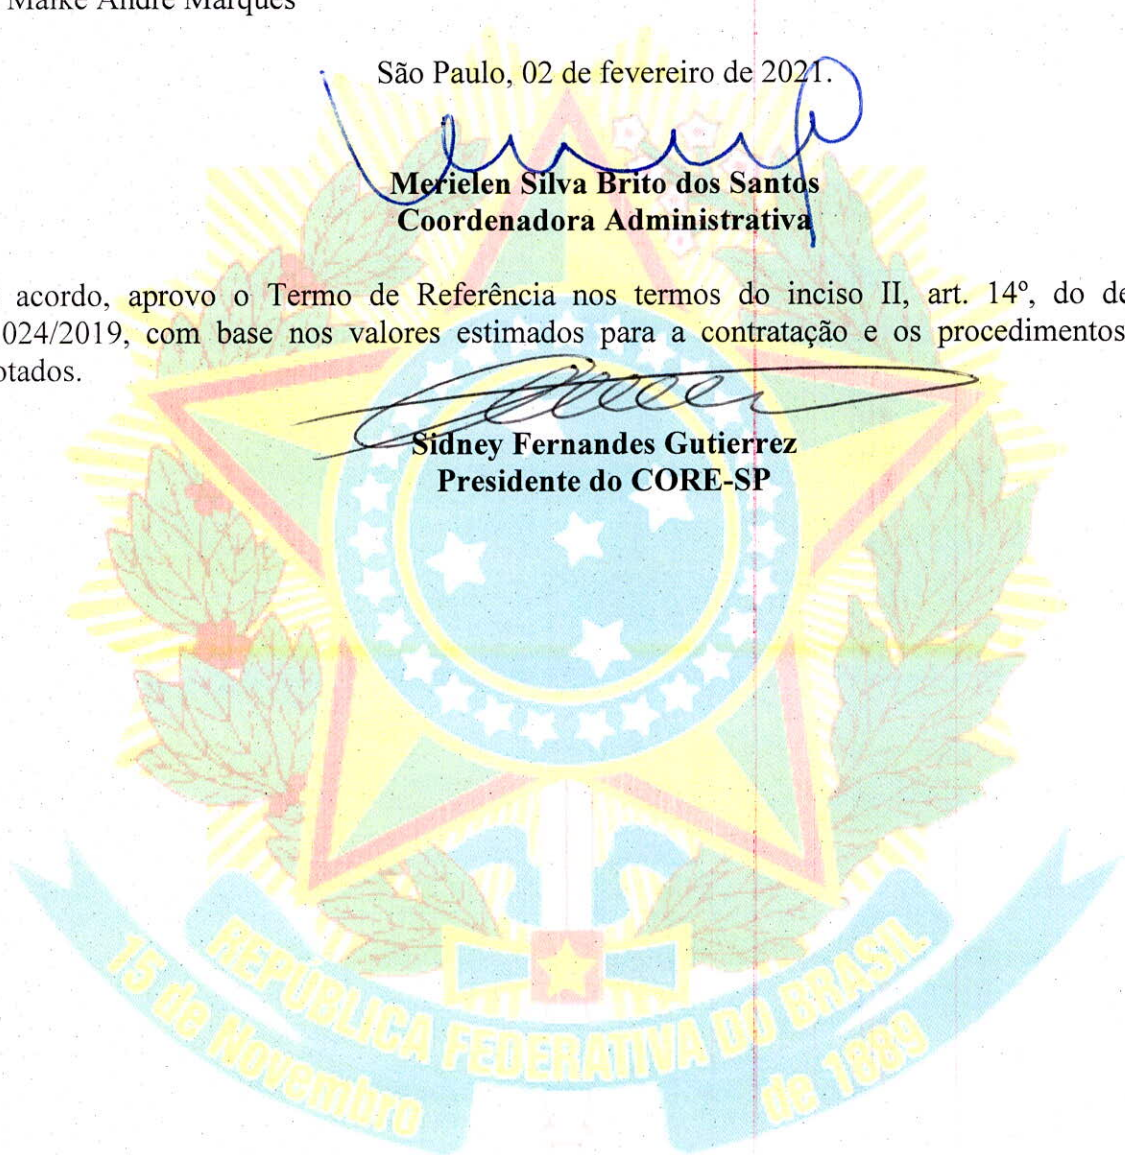 Maike André Marques
São Paulo, 02 de fevereiro de 2021.
Merielen Silva Brito dos Santos
Coordenadora Administrativa
acordo, aprovo o Termo de Referência nos termos do inciso II, art. 14º, do de
024/2019, com base nos valores estimados para a contratação e os procedimentos
otados.
Sidney Fernandes Gutierrez
Presidente do CORE-SP
REPÚBLICA FEDERATIVA DO BRASIL
15 de Novembro
de 1889